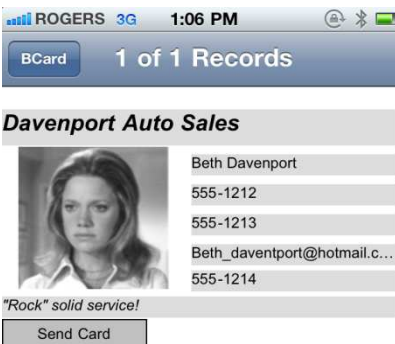 ROGERS 3G 1:06 PM
BCard 1 of 1 Records
Davenport Auto Sales
Beth Davenport
555-1212
555-1213
Beth_daventport@hotmail.c...
555-1214
"Rock" solid service!
Send Card